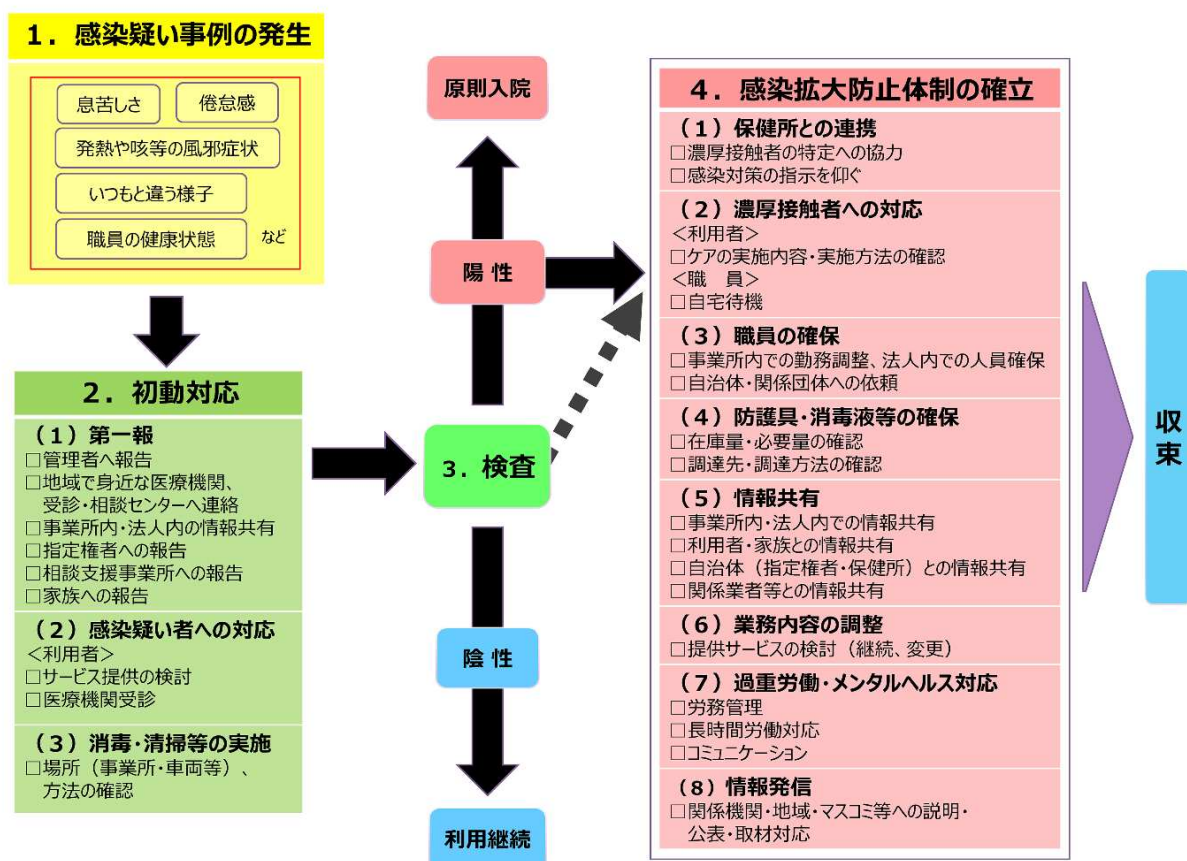 1．感染疑い事例の発生
息苦しさ
倦怠感
発熱や咳等の風邪症状
いつもと違う様子
職員の健康状態
など
2．初動対応
（1）第一報
□管理者へ報告
□地域で身近な医療機関、
受診・相談センターへ連絡
□事業所内・法人内の情報共有
□指定権者への報告
□相談支援事業所への報告
□家族への報告
（2）感染疑い者への対応
＜利用者＞
□サービス提供の検討
□医療機関受診
（3）消毒・清掃等の実施
□場所（事業所・車両等）、
方法の確認
原則入院
陽 性
3．検査
陰 性
利用継続
4．感染拡大防止体制の確立
（1）保健所との連携
□濃厚接触者の特定への協力
□感染対策の指示を仰ぐ
（2）濃厚接触者への対応
＜利用者＞
□ケアの実施内容・実施方法の確認
＜職　員＞
□自宅待機
（3）職員の確保
□事業所内での勤務調整、法人内での人員確保
□自治体・関係団体への依頼
（4）防護具・消毒液等の確保
□在庫量・必要量の確認
□調達先・調達方法の確認
（5）情報共有
□事業所内・法人内での情報共有
□利用者・家族との情報共有
□自治体（指定権者・保健所）との情報共有
□関係業者等との情報共有
（6）業務内容の調整
□提供サービスの検討（継続、変更）
（7）過重労働・メンタルヘルス対応
□労務管理
□長時間労働対応
□コミュニケーション
（8）情報発信
□関係機関・地域・マスコミ等への説明・
公表・取材対応
収束